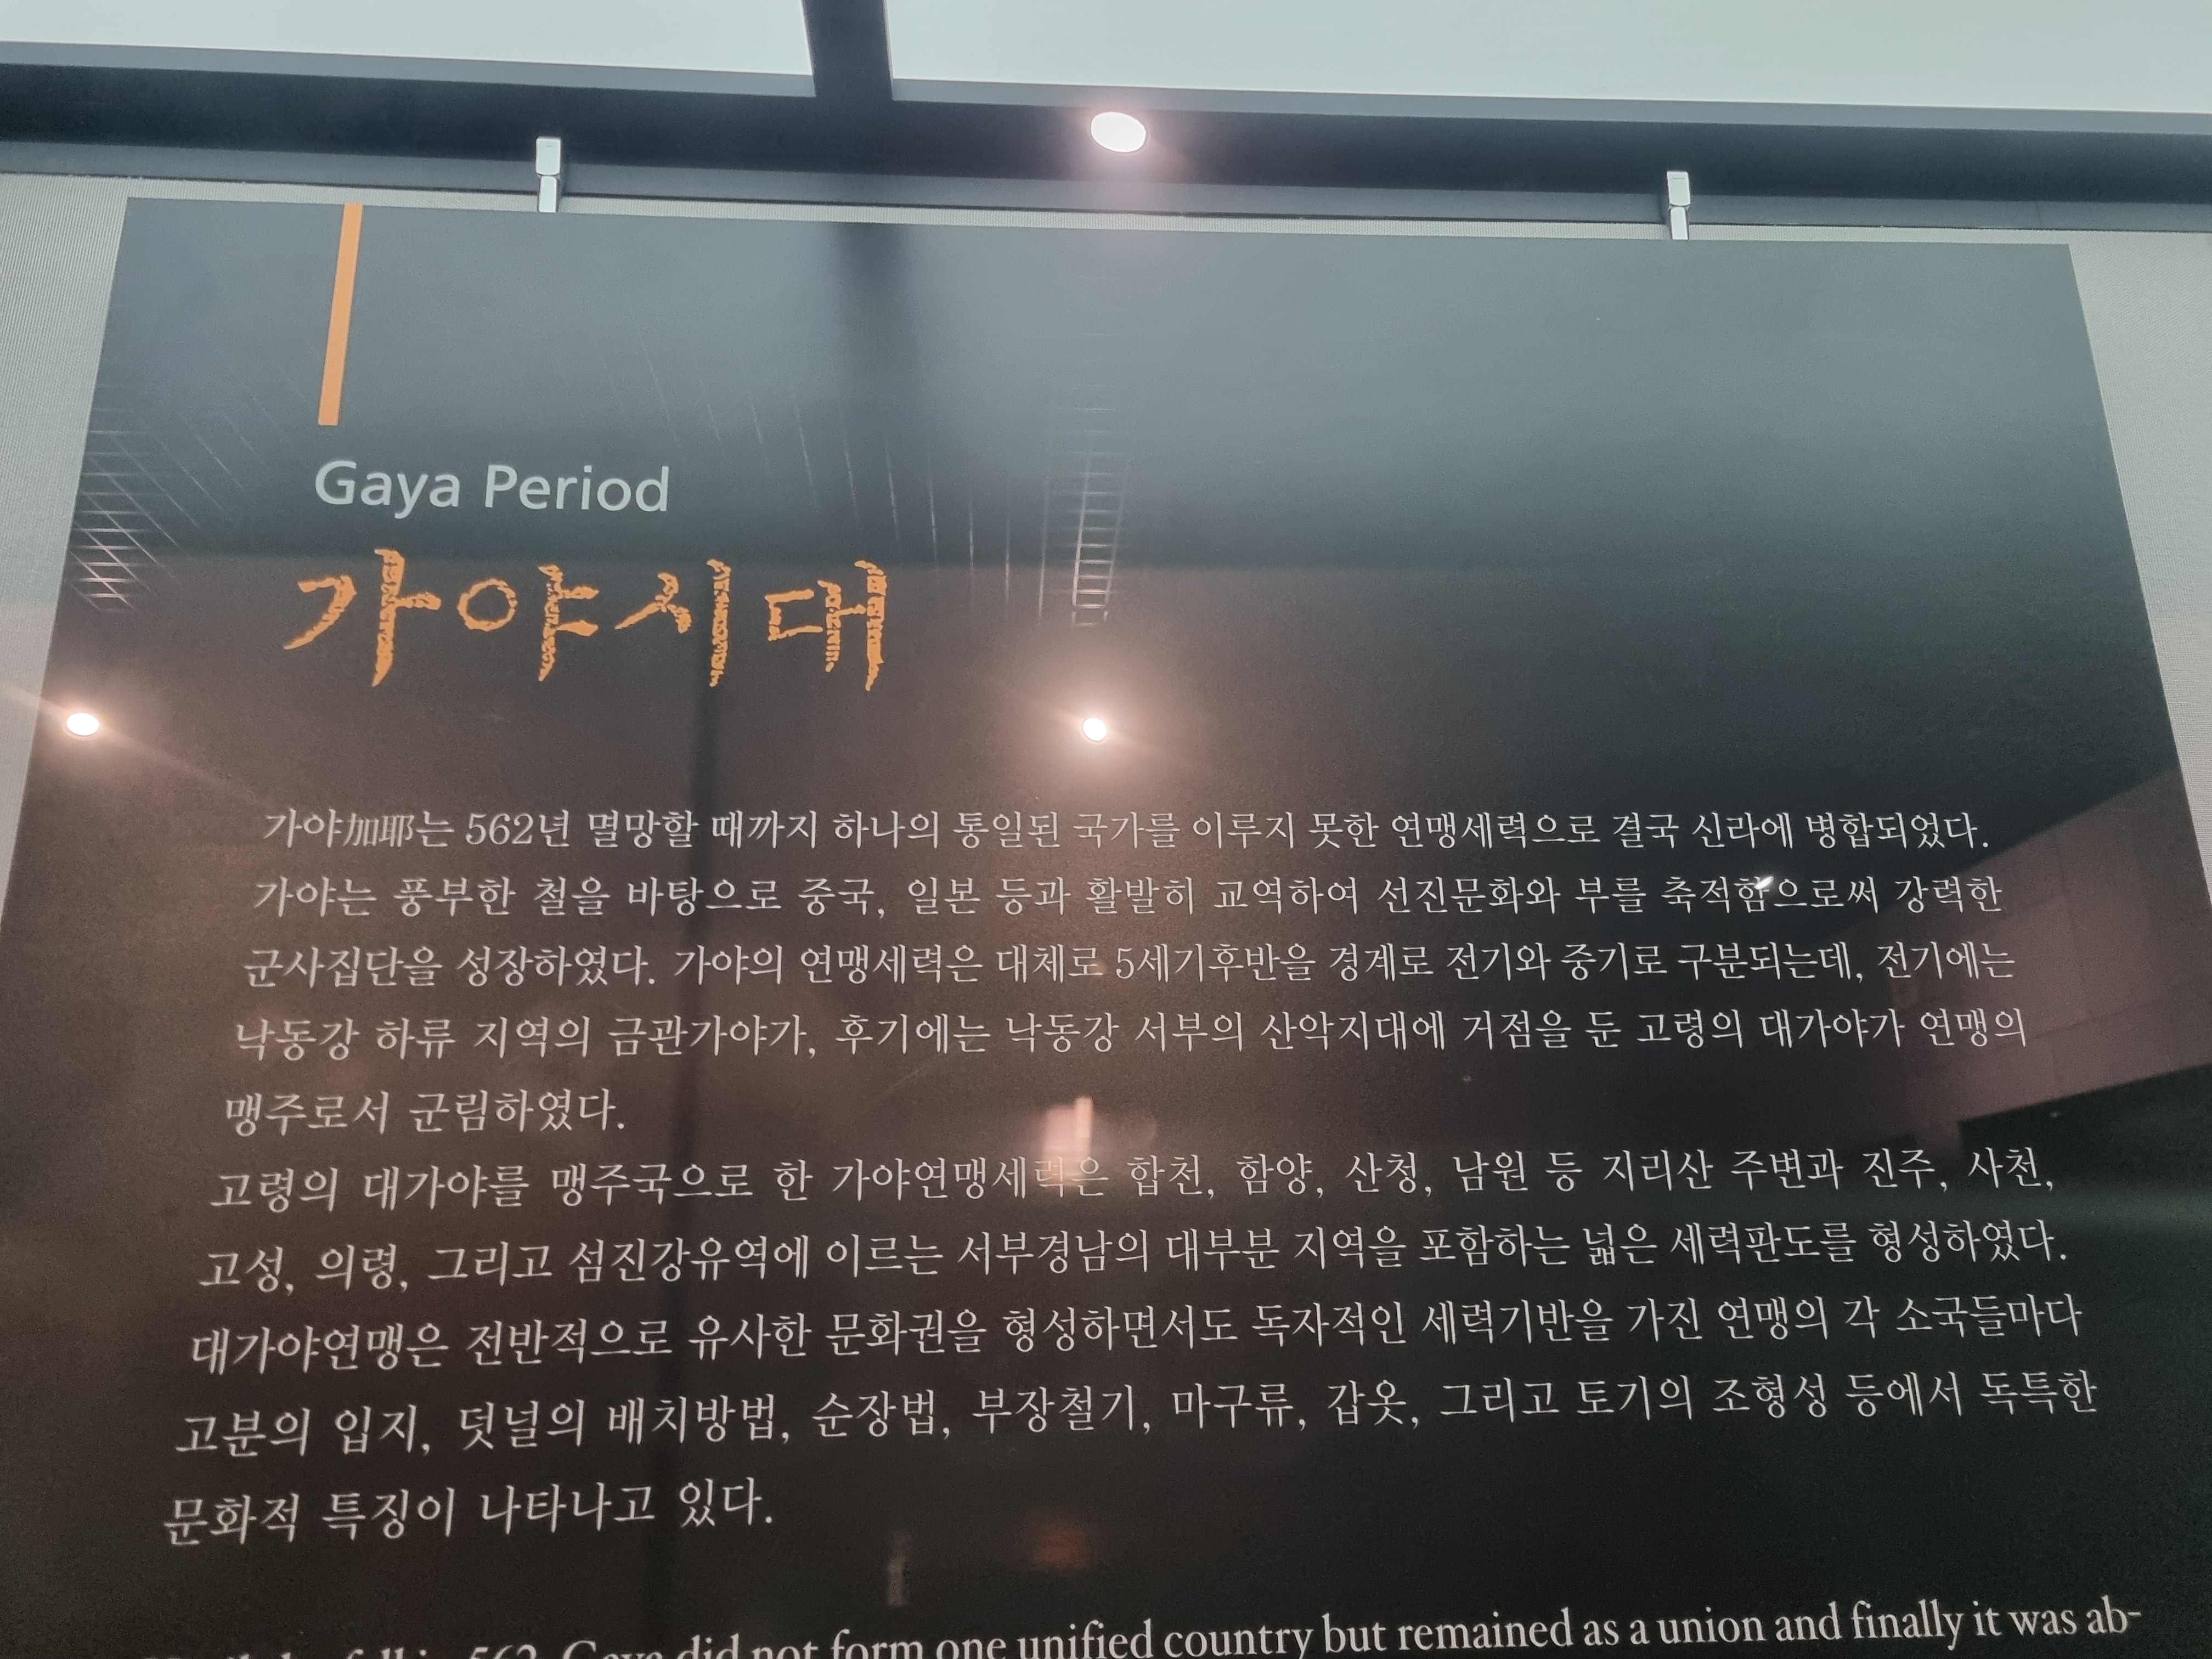 Gaya Period
가야시대
가야加耶는 562년 멸망할 때까지 하나의 통일된 국가를 이루지 못한 연맹세력으로 결국 신라에 병합되었다.
가야는 풍부한 철을 바탕으로 중국, 일본 등과 활발히 교역하여 선진문화와 부를 축적함으로써 강력한
군사집단을 성장하였다. 가야의 연맹세력은 대체로 5세기후반을 경계로 전기와 중기로 구분되는데, 전기에는
낙동강 하류 지역의 금관가야가, 후기에는 낙동강 서부의 산악지대에 거점을 둔 고령의 대가야가 연맹의
맹주로서 군림하였다.
고령의 대가야를 맹주국으로 한 가야연맹세력은 합천, 함양, 산청, 남원 등 지리산 주변과 진주, 사천,
고성, 의령, 그리고 섬진강유역에 이르는 서부경남의 대부분 지역을 포함하는 넓은 세력판도를 형성하였다.
대가야연맹은 전반적으로 유사한 문화권을 형성하면서도 독자적인 세력기반을 가진 연맹의 각 소국들마다
고분의 입지, 덧널의 배치방법, 순장법, 부장철기, 마구류, 갑옷, 그리고 토기의 조형성 등에서 독특한
문화적 특징이 나타나고 있다.
562, Gaya did not form one unified country but remained as a union and finally it was ab-